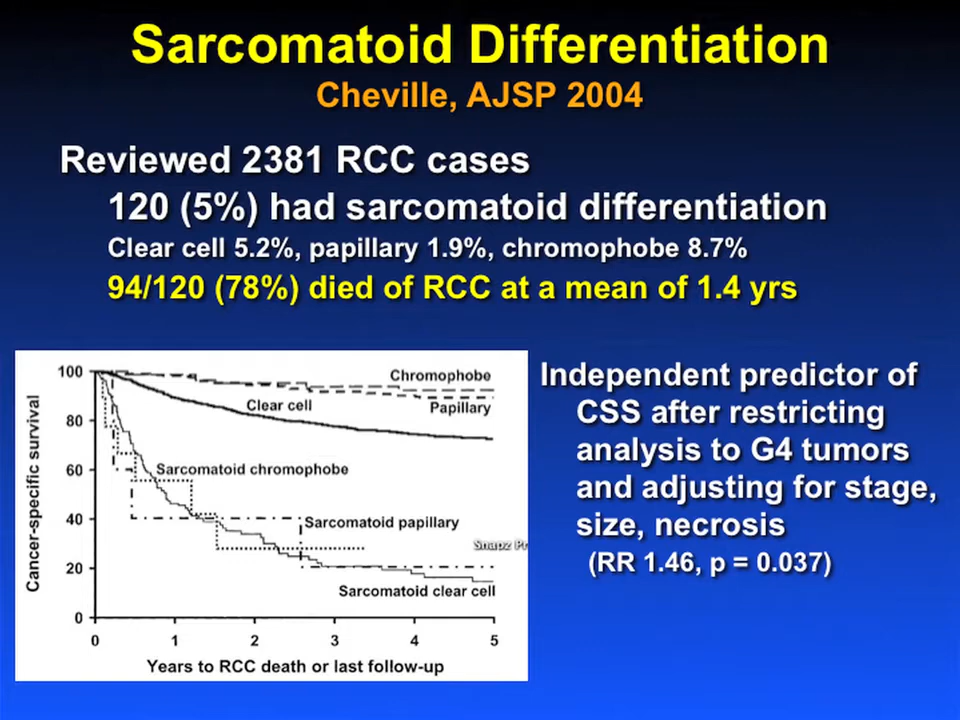 Sarcomatoid Differentiation
Cheville, AJSP 2004
Reviewed 2381 RCC cases
120 (5%) had sarcomatoid differentiation
Clear cell 5.2%, papillary 1.9%, chromophobe 8.7%
94/120 (78%) died of RCC at a mean of 1.4 yrs
Cancer-specific survival
100
80
60
40
20
0
Chromophobe
Papillary
Clear cell
Sarcomatoid chromophobe
Sarcomatoid papillary
Snapz Pr
Sarcomatoid clear cell
0 1 2 3 4 5
Years to RCC death or last follow-up
Independent predictor of
CSS after restricting
analysis to G4 tumors
and adjusting for stage,
size, necrosis
(RR 1.46, p = 0.037)